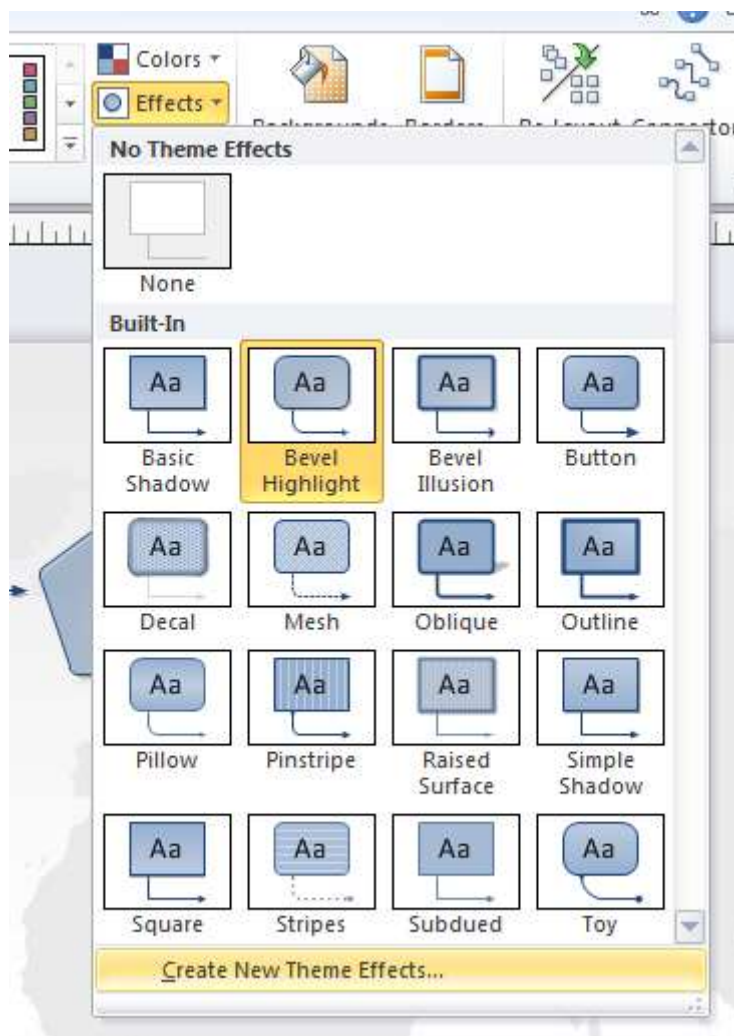 Colors
Effects
No Theme Effects
None
Built-In
Aa Aa Aa Aa
Basic Shadow
Bevel Highlight
Bevel Illusion
Button
Aa Aa Aa Aa
Decal Mesh Oblique Outline
Aa Aa Aa Aa
Pillow
Pinstripe
Raised Surface
Simple Shadow
Aa Aa Aa Aa
Square Stripes Subdued Toy
Create New Theme Effects...